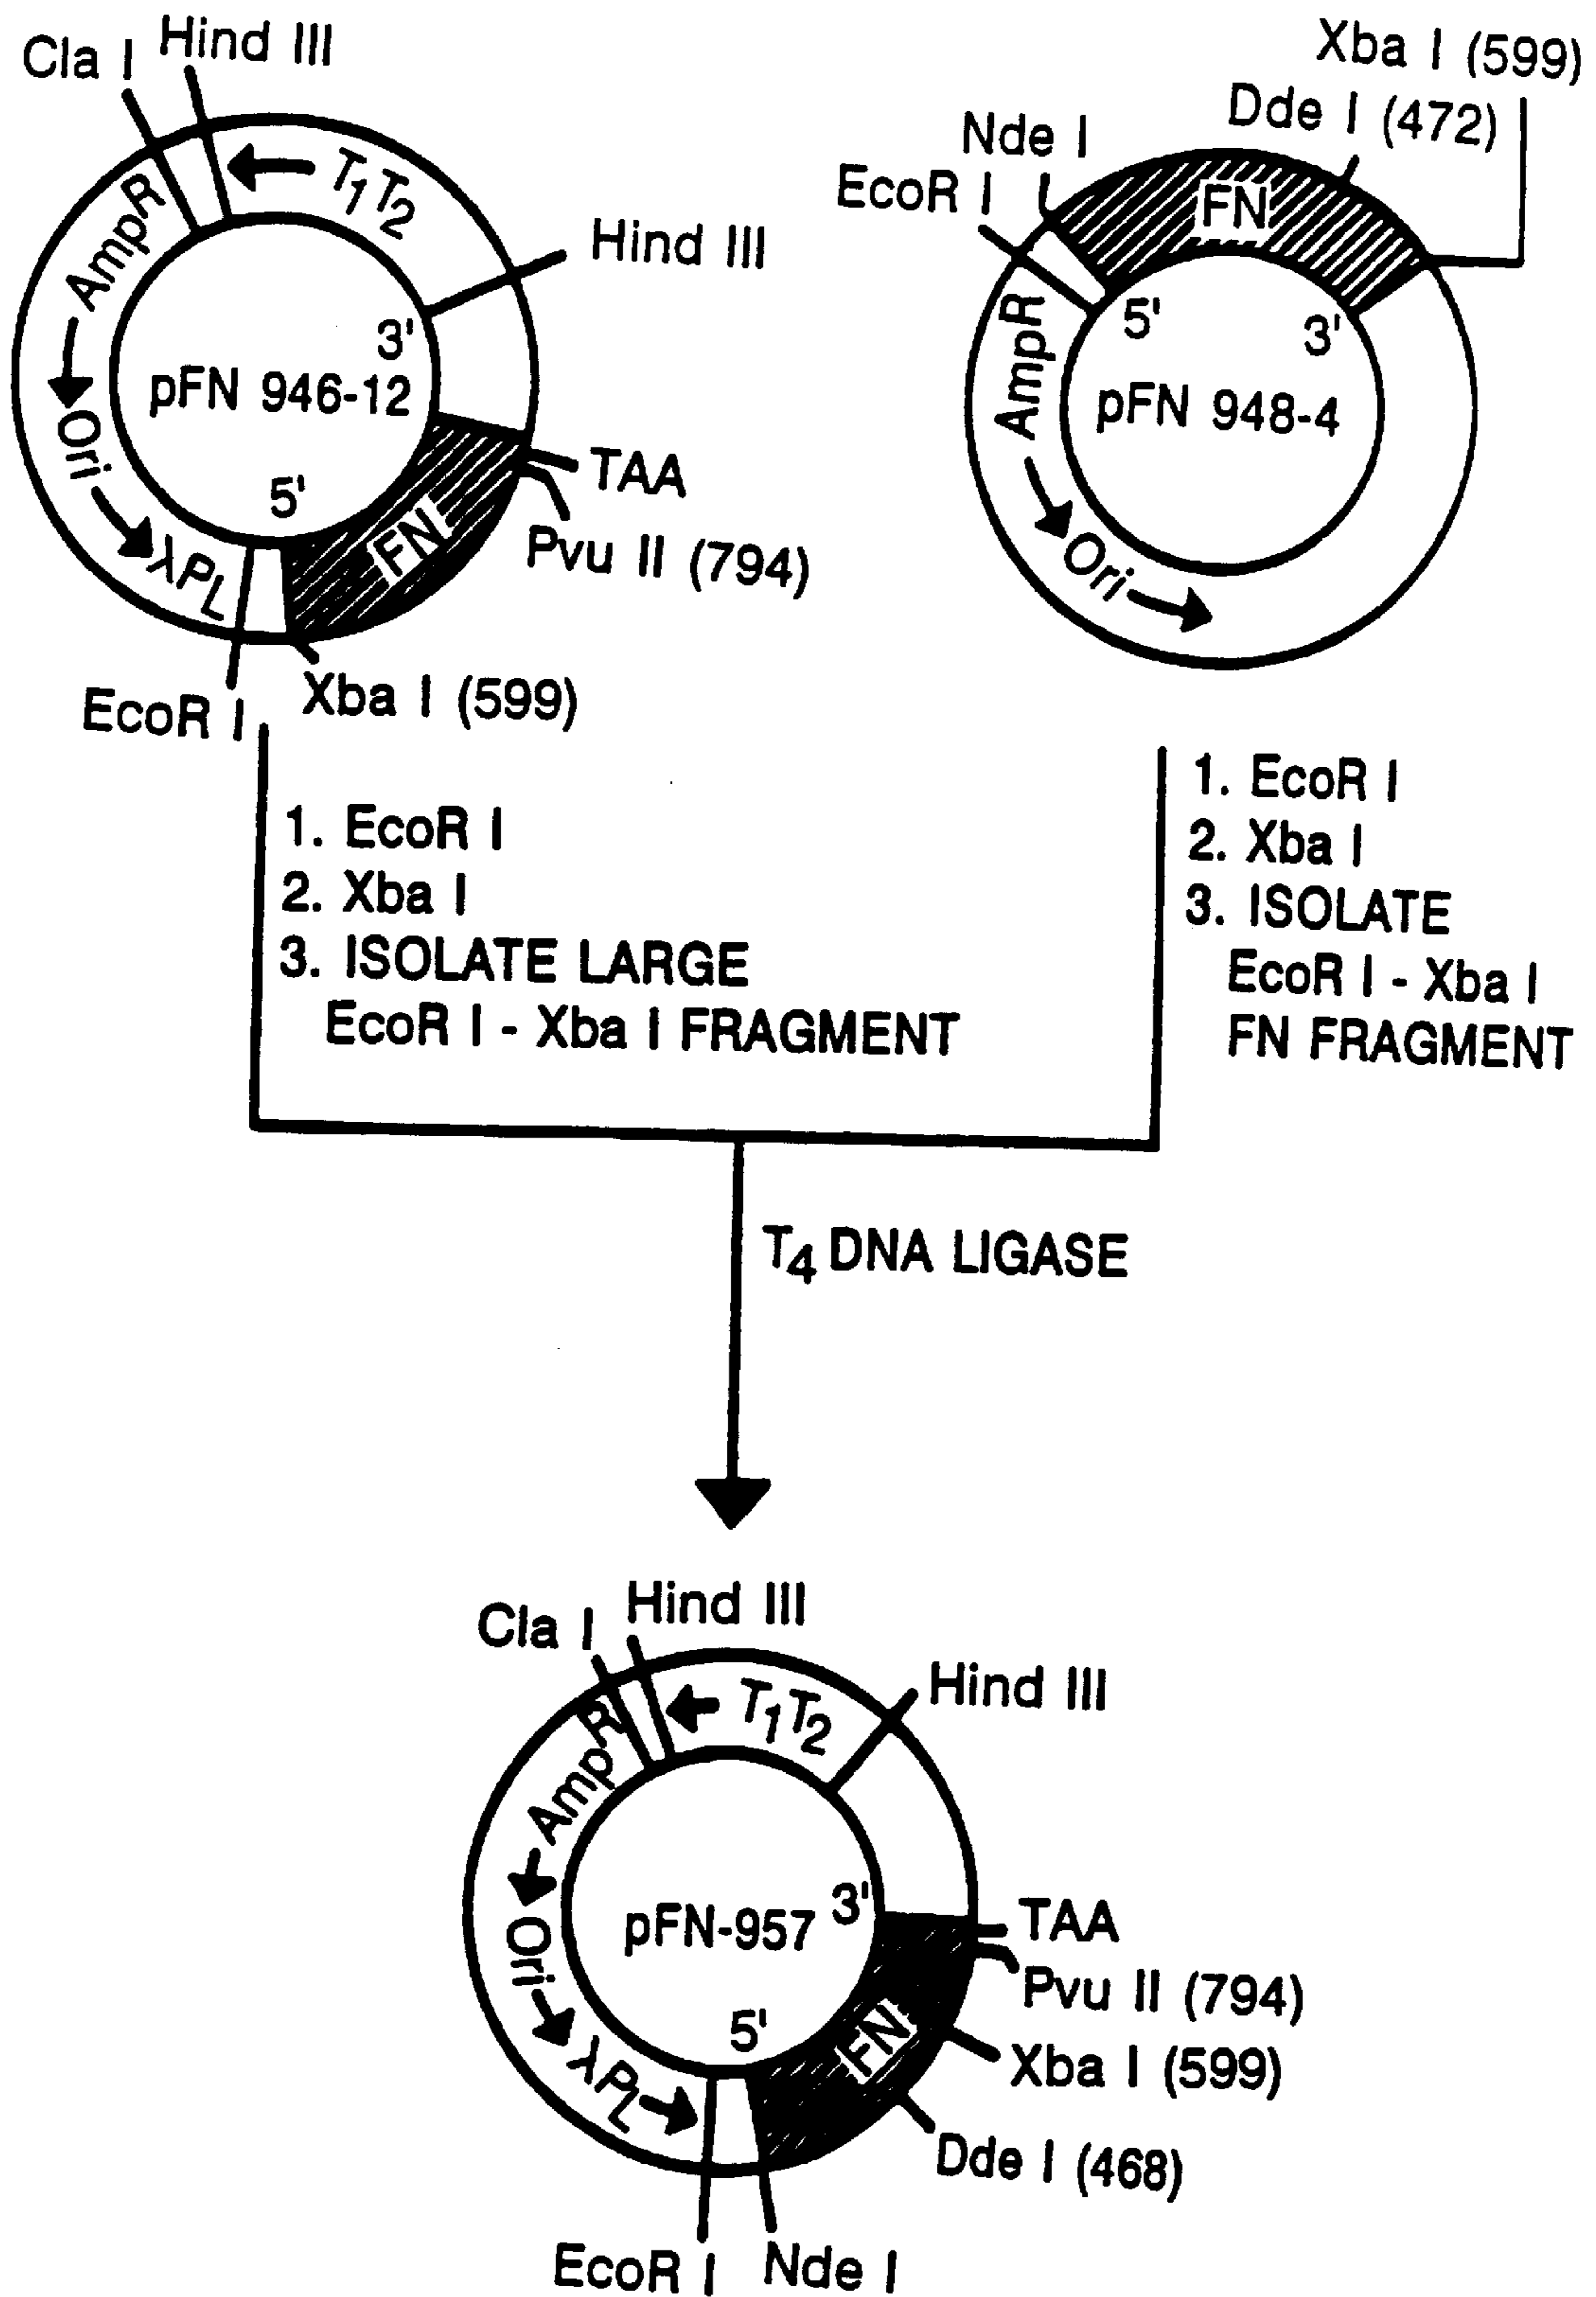 Cla I
Hind III
T1T2
AmpR
Hind III
3'
pFN 946-12
Ori
5'
TAA
FN
Pvu II (794)
λPL
EcoR I
Xba I (599)
Xba I (599)
Dde I (472)
Nde I
EcoR I
FN
AmpR
5'
3'
pFN 948-4
Ori
1. EcoR I
2. Xba I
3. ISOLATE LARGE
EcoR I - Xba I FRAGMENT
1. EcoR I
2. Xba I
3. ISOLATE
EcoR I - Xba I
FN FRAGMENT
T4 DNA LIGASE
Cla I
Hind III
Hind III
T1T2
AmpR
3'
pFN-957
TAA
Ori
Pvu II (794)
5'
FN
Xba I (599)
λPL
Dde I (468)
EcoR I
Nde I